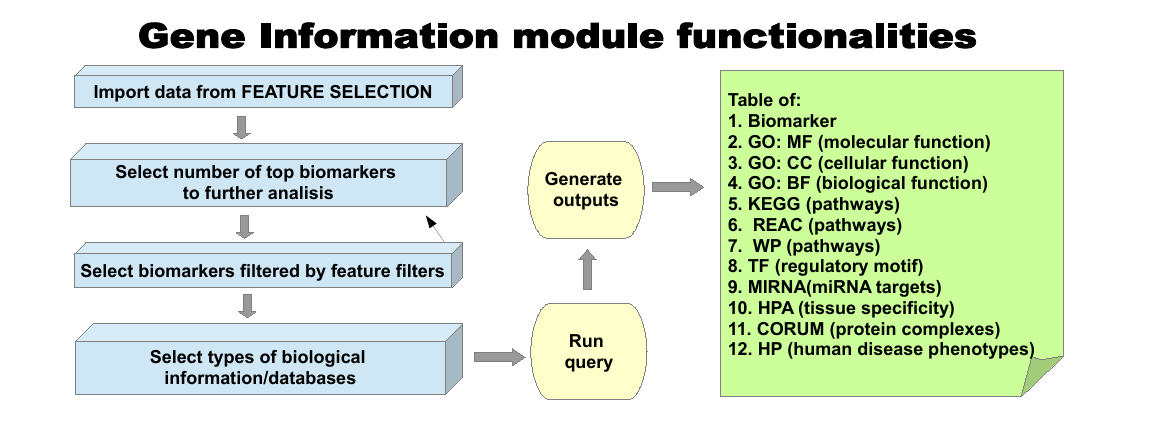 Gene Information module functionalities
Import data from FEATURE SELECTION
Select number of top biomarkers
to further analisis
Select biomarkers filtered by feature filters
Select types of biological
information/databases
Run
query
Generate
outputs
Table of:
1. Biomarker
2. GO: MF (molecular function)
3. GO: CC (cellular function)
4. GO: BF (biological function)
5. KEGG (pathways)
6. REAC (pathways)
7. WP (pathways)
8. TF (regulatory motif)
9. MIRNA(miRNA targets)
10. HPA (tissue specificity)
11. CORUM (protein complexes)
12. HP (human disease phenotypes)